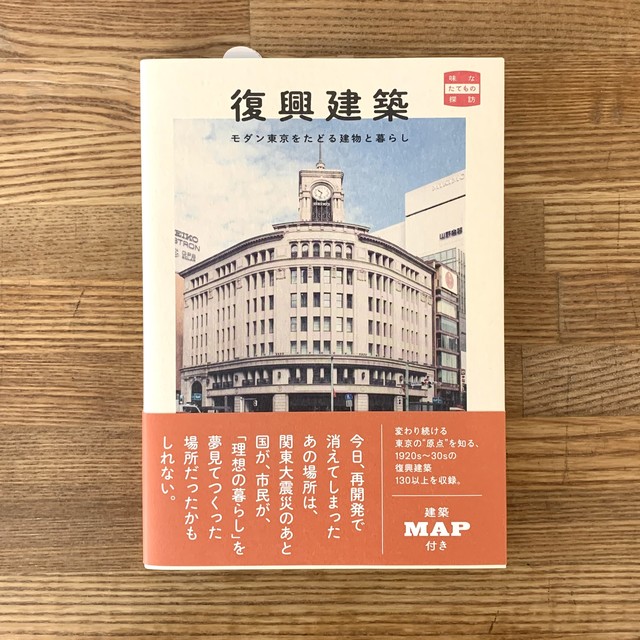 味な
たてもの
探訪
復興建築
モダン東京をたどる建物と暮らし
SEIKO
ASTRON
山野楽器
今日、再開発で
消えてしまった
あの場所は、
関東大震災のあと
国が、市民が、
「理想の暮らし」を
夢見てつくった
場所だったかも
しれない。
変わり続ける
東京の“原点”を知る、
1920s〜30sの
復興建築
130以上を収録。
建築
MAP
付き